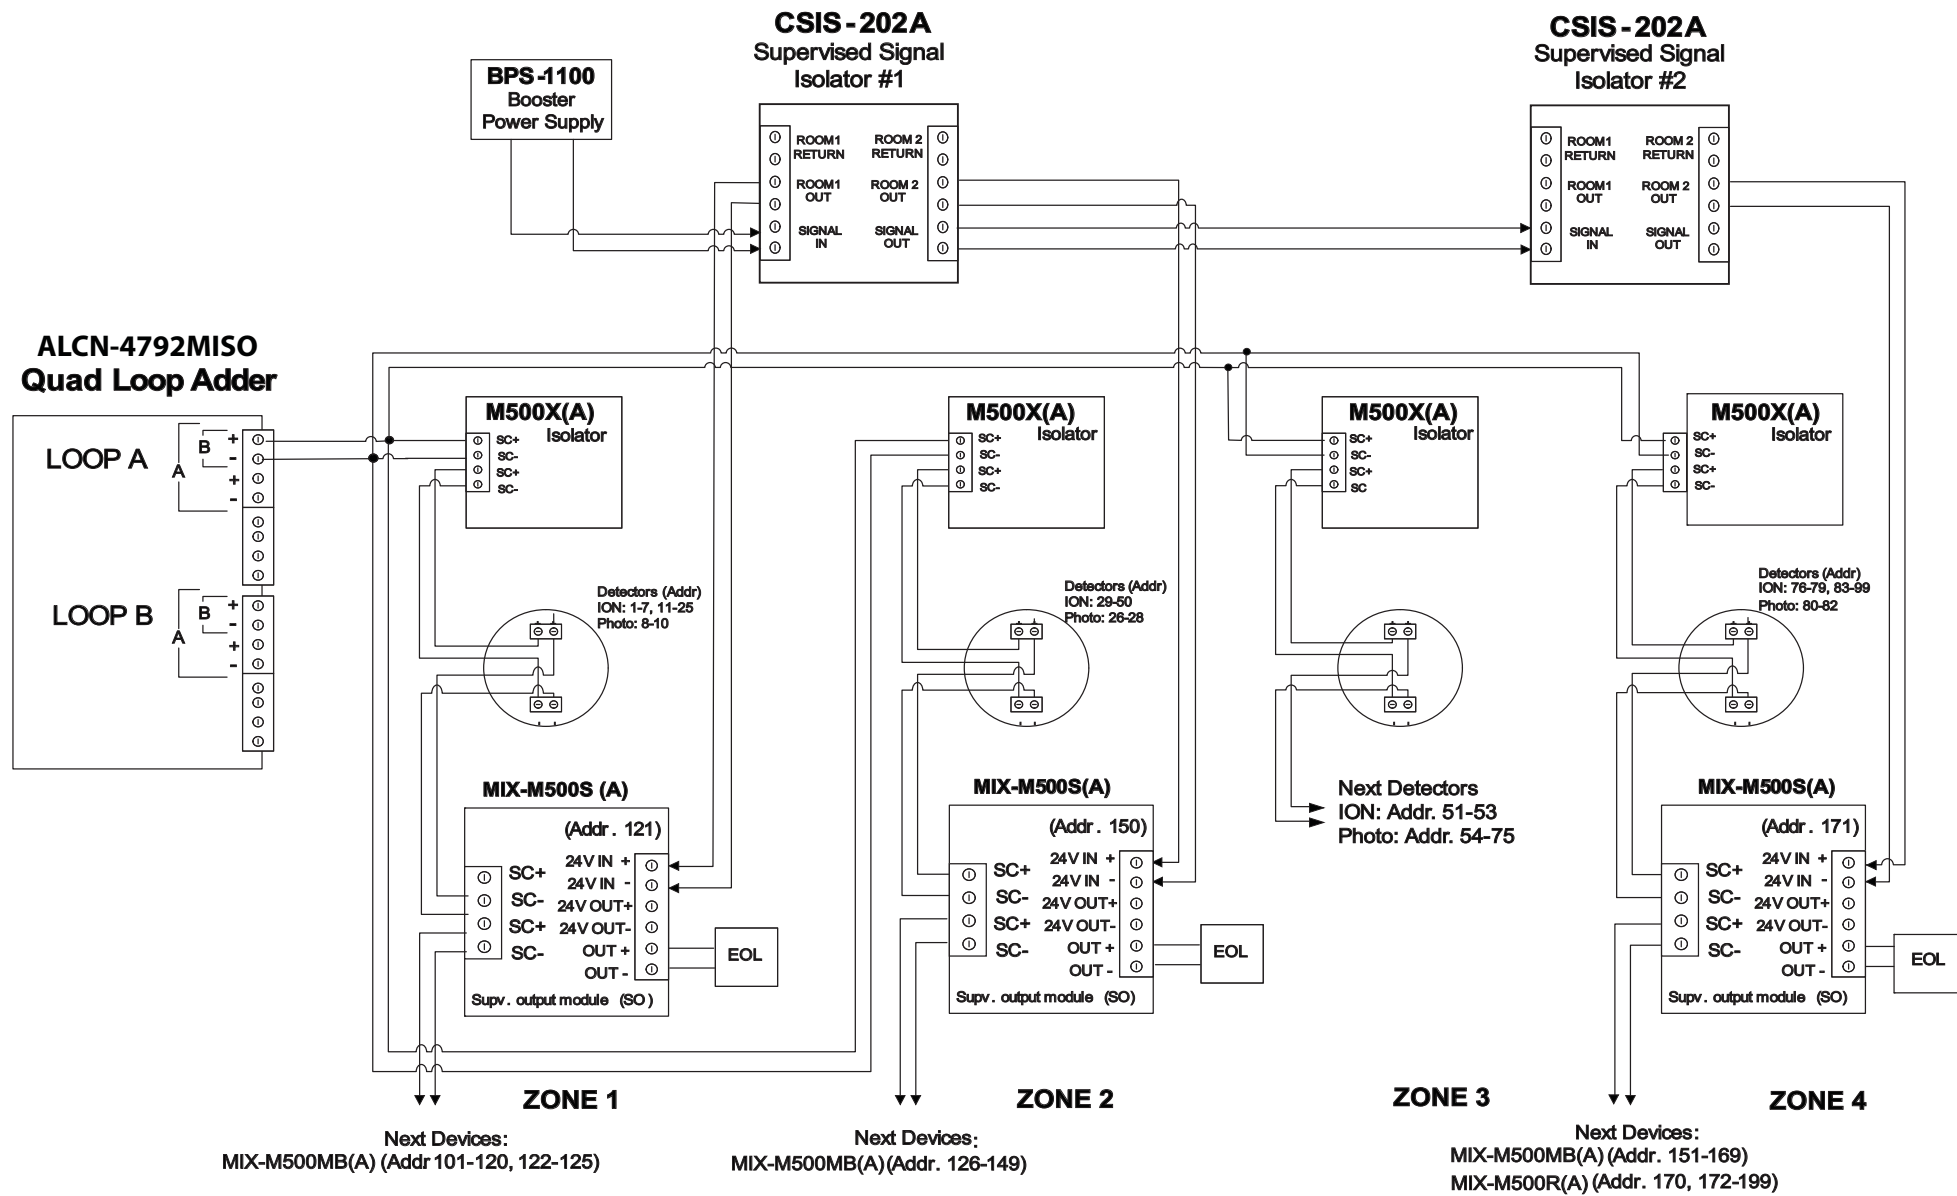 CSIS-202A
Supervised Signal
Isolator #1
CSIS-202A
Supervised Signal
Isolator #2
BPS-1100
Booster
Power Supply
ROOM1
RETURN
ROOM1
OUT
SIGNAL
IN
ROOM 2
RETURN
ROOM 2
OUT
SIGNAL
OUT
ROOM1
RETURN
ROOM1
OUT
SIGNAL
IN
ROOM 2
RETURN
ROOM 2
OUT
SIGNAL
OUT
ALCN-4792MISO
Quad Loop Adder
LOOP A
A
B
+
-
+
-
LOOP B
A
B
+
-
+
-
M500X(A)
Isolator
SC+
SC-
SC+
SC-
M500X(A)
Isolator
SC+
SC-
SC+
SC-
M500X(A)
Isolator
SC+
SC-
SC+
SC
M500X(A)
Isolator
SC+
SC-
SC+
SC-
Detectors (Addr)
ION: 1-7, 11-25
Photo: 8-10
Detectors (Addr)
ION: 29-50
Photo: 26-28
Detectors (Addr)
ION: 76-79, 83-99
Photo: 80-82
Next Detectors
ION: Addr. 51-53
Photo: Addr. 54-75
MIX-M500S (A)
(Addr. 121)
SC+
SC-
SC+
SC-
24V IN +
24V IN -
24V OUT+
24V OUT-
OUT +
OUT -
EOL
Supv. output module (SO)
MIX-M500S(A)
(Addr. 150)
SC+
SC-
SC+
SC-
24V IN +
24V IN -
24V OUT+
24V OUT-
OUT +
OUT -
EOL
Supv. output module (SO)
MIX-M500S(A)
(Addr. 171)
SC+
SC-
SC+
SC-
24V IN +
24V IN -
24V OUT+
24V OUT-
OUT +
OUT -
EOL
Supv. output module (SO)
ZONE 1
ZONE 2
ZONE 3
ZONE 4
Next Devices:
MIX-M500MB(A) (Addr 101-120, 122-125)
Next Devices:
MIX-M500MB(A) (Addr. 126-149)
Next Devices:
MIX-M500MB(A) (Addr. 151-169)
MIX-M500R(A) (Addr. 170, 172-199)